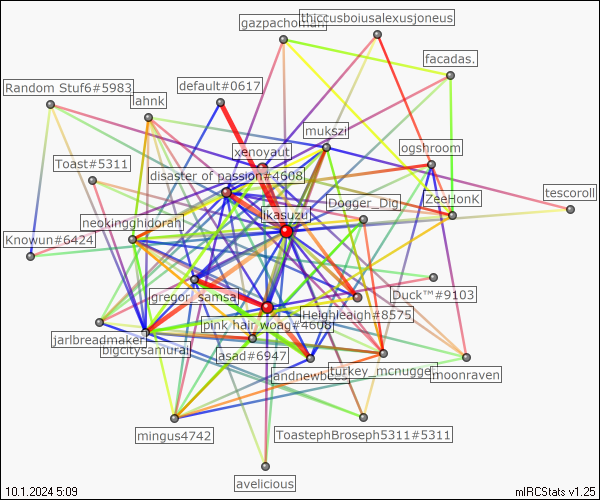 thiccusboiusalexusjoneus
gazpachoman
facadas.
Random Stuf6#5983
default#0617
lahnk
mukszi
ogshroom
xenoyaut
Toast#5311
disaster of passion#4608
tescoroll
Dogger_Dig
ZeeHonK
ikasuzu
neokingghidorah
Knowun#6424
Duck™#9103
gregor_samsa
Heighleaigh#8575
pink hair woag#4608
jarlbreadmaker
bigcitysamurai
asad#6947
turkey_mcnugget
moonraven
mingus4742
ToastephBroseph5311#5311
avelicious
10.1.2024 5:09
mIRCStats v1.25